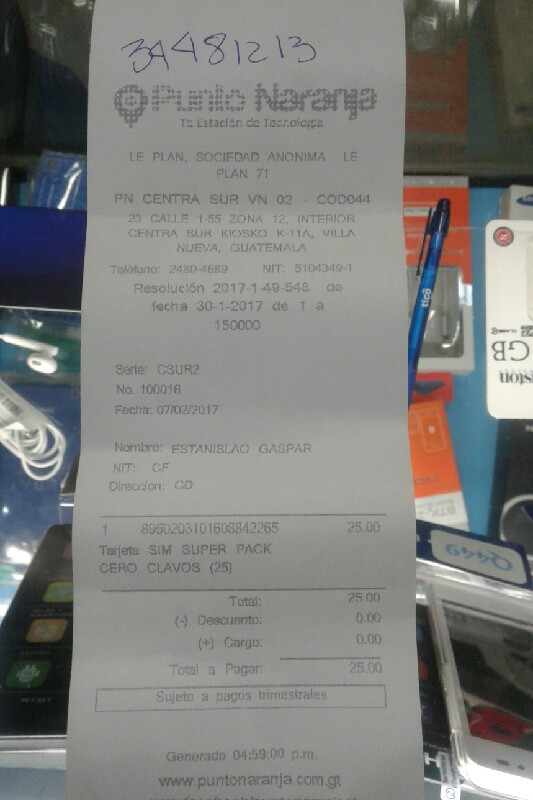 34481213
Punto Naranja
Tu Estación de Tecnología
LE PLAN, SOCIEDAD ANONIMA LE
PLAN 71
PN CENTRA SUR VN 02 - COD044
23 CALLE 1-55 ZONA 12, INTERIOR
CENTRA SUR KIOSKO K-11A, VILLA
NUEVA, GUATEMALA
Teléfono: 2480-4689 NIT: 5104349-1
Resolución 2017-1-49-548 de
fecha 30-1-2017 de 1 a
150000
Serie: CSUR2
No. 100016
Fecha: 07/02/2017
Nombre: ESTANISLAO GASPAR
NIT: CF
Direccion: CD
1 8950203101608842265 25.00
Tarjeta SIM SUPER PACK
CERO CLAVOS (25)
Total: 25.00
(-) Descuento: 0.00
(+) Cargo: 0.00
Total a Pagar: 25.00
Sujeto a pagos trimestrales
Generado 04:59:00 p.m.
www.puntonaranja.com.gt
tigo
GB
Q449